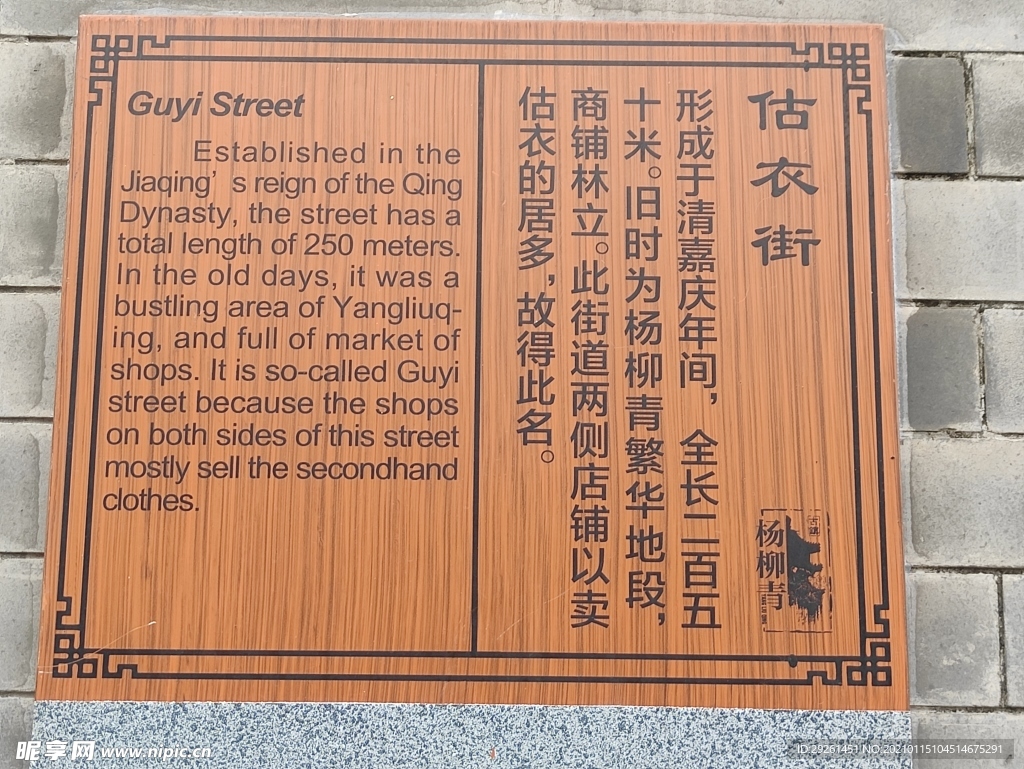 Guyi Street
Established in the
Jiaqing’s reign of the Qing
Dynasty, the street has a
total length of 250 meters.
In the old days, it was a
bustling area of Yangliuq-
ing, and full of market of
shops. It is so-called Guyi
street because the shops
on both sides of this street
mostly sell the secondhand
clothes.
估衣街
形成于清嘉庆年间，全长二百五
十米。旧时为杨柳青繁华地段，
商铺林立。此街道两侧店铺以卖
估衣的居多，故得此名。
古镇
杨柳青
昵享网 www.nipic.cn
ID:29261451 NO:20210115104514675291